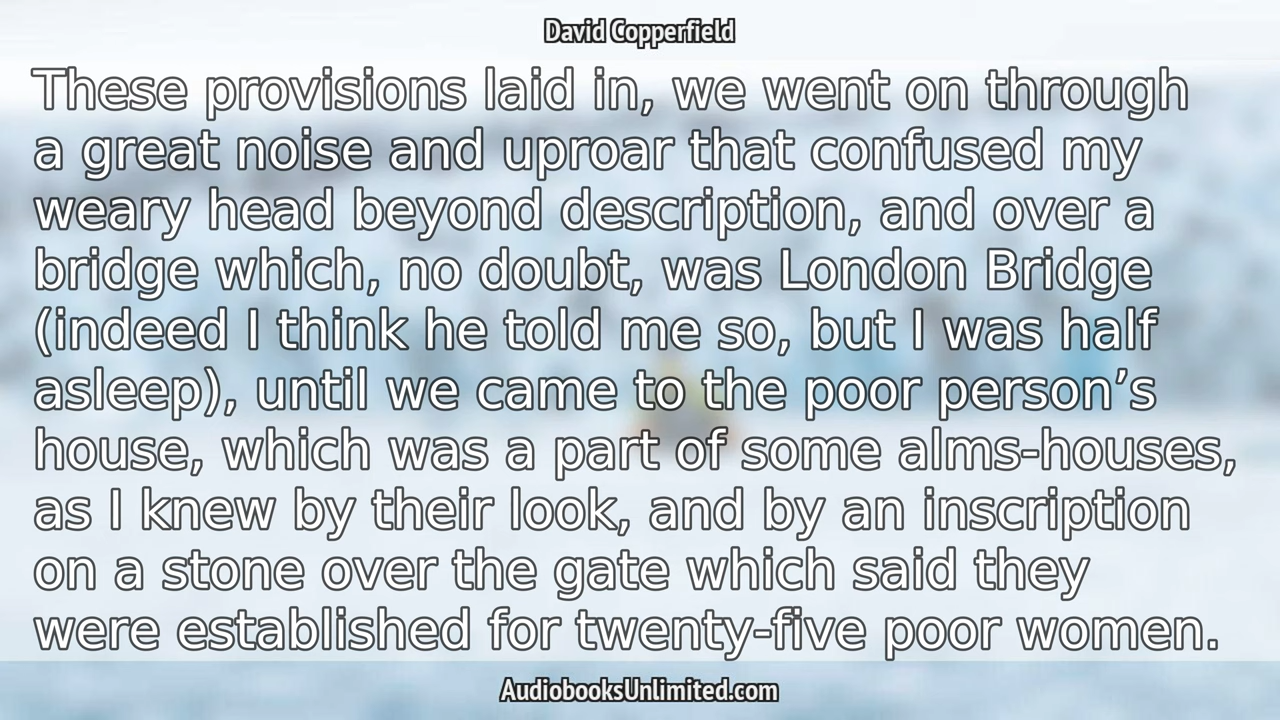 David Copperfield
These provisions laid in, we went on through
a great noise and uproar that confused my
weary head beyond description, and over a
bridge which, no doubt, was London Bridge
(indeed I think he told me so, but I was half
asleep), until we came to the poor person’s
house, which was a part of some alms-houses,
as I knew by their look, and by an inscription
on a stone over the gate which said they
were established for twenty-five poor women.
AudiobooksUnlimited.com